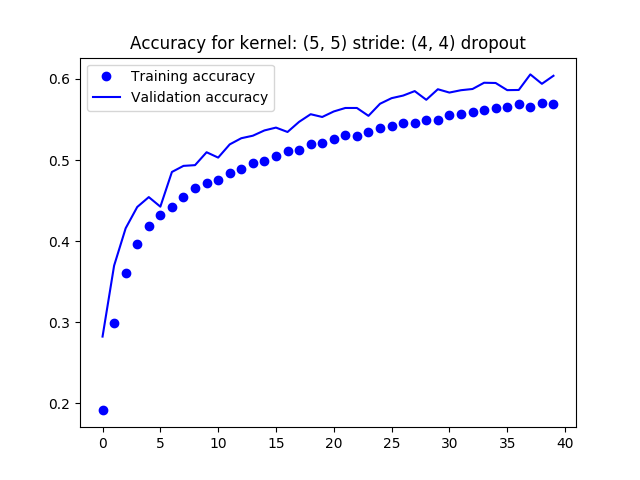 Accuracy for kernel: (5, 5) stride: (4, 4) dropout
Training accuracy
Validation accuracy
0.6
0.5
0.4
0.3
0.2
0 5 10 15 20 25 30 35 40